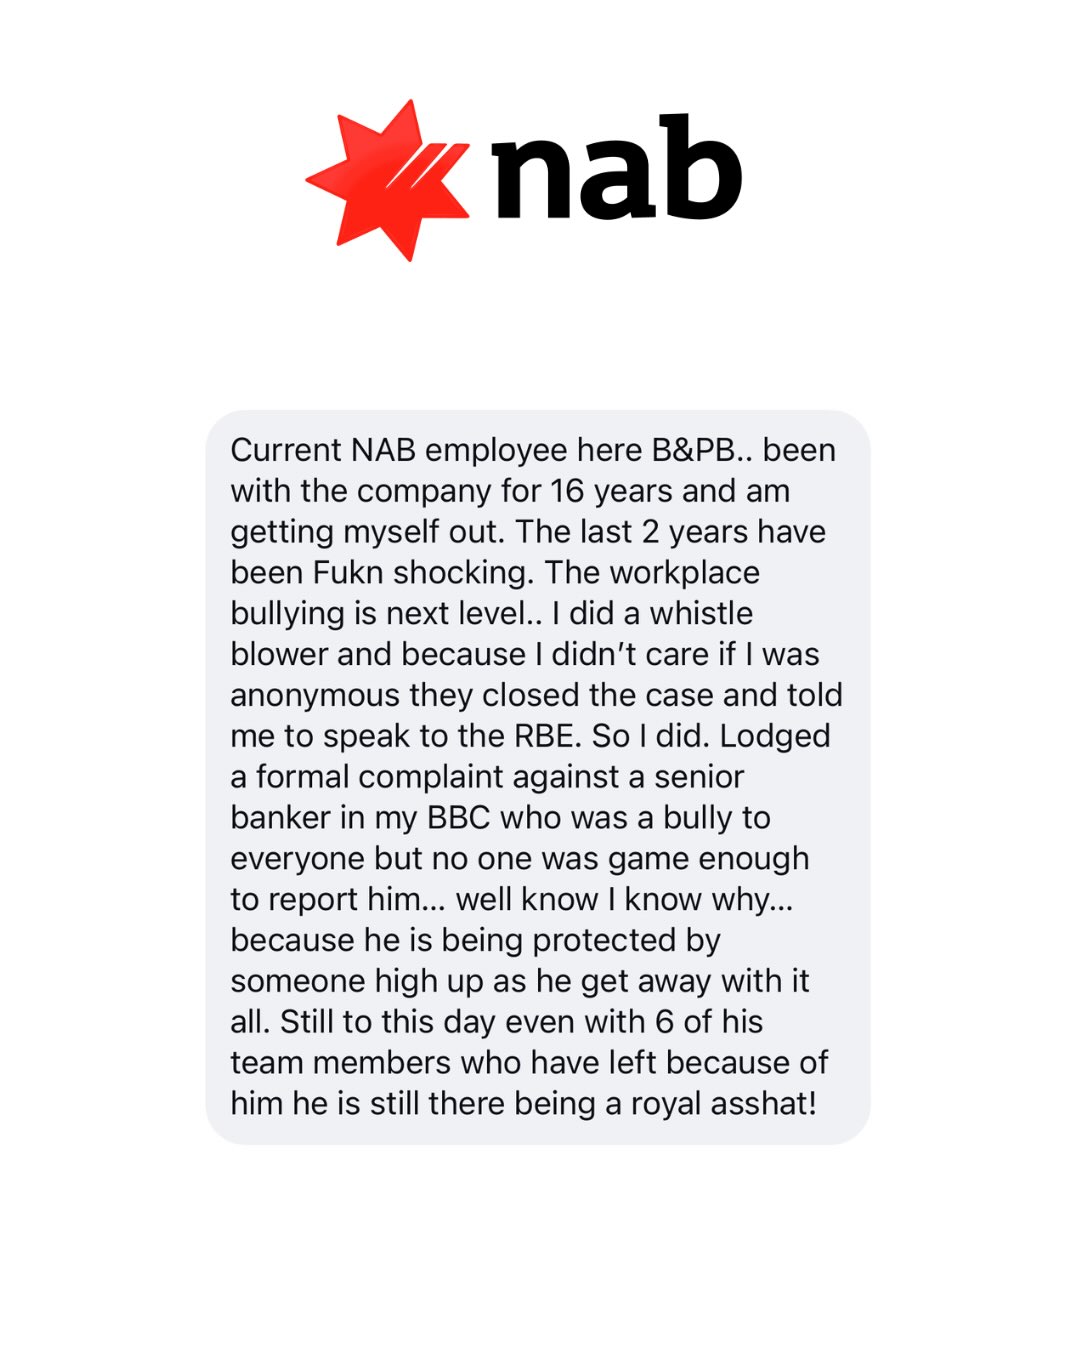 nab
Current NAB employee here B&PB.. been
with the company for 16 years and am
getting myself out. The last 2 years have
been Fukn shocking. The workplace
bullying is next level.. I did a whistle
blower and because I didn’t care if I was
anonymous they closed the case and told
me to speak to the RBE. So I did. Lodged
a formal complaint against a senior
banker in my BBC who was a bully to
everyone but no one was game enough
to report him... well know I know why...
because he is being protected by
someone high up as he get away with it
all. Still to this day even with 6 of his
team members who have left because of
him he is still there being a royal asshat!